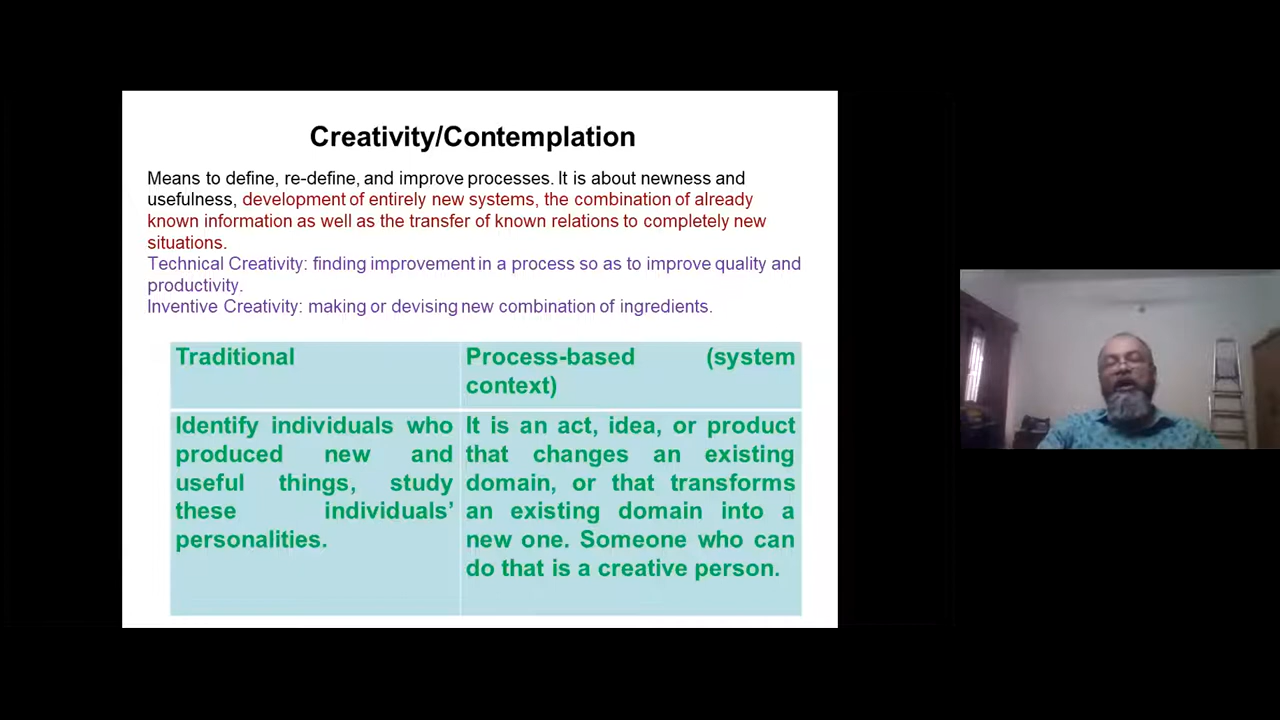 Creativity/Contemplation
Means to define, re-define, and improve processes. It is about newness and
usefulness, development of entirely new systems, the combination of already
known information as well as the transfer of known relations to completely new
situations.
Technical Creativity: finding improvement in a process so as to improve quality and
productivity.
Inventive Creativity: making or devising new combination of ingredients.
Traditional
Process-based (system
context)
Identify individuals who
produced new and
useful things, study
these individuals’
personalities.
It is an act, idea, or product
that changes an existing
domain, or that transforms
an existing domain into a
new one. Someone who can
do that is a creative person.